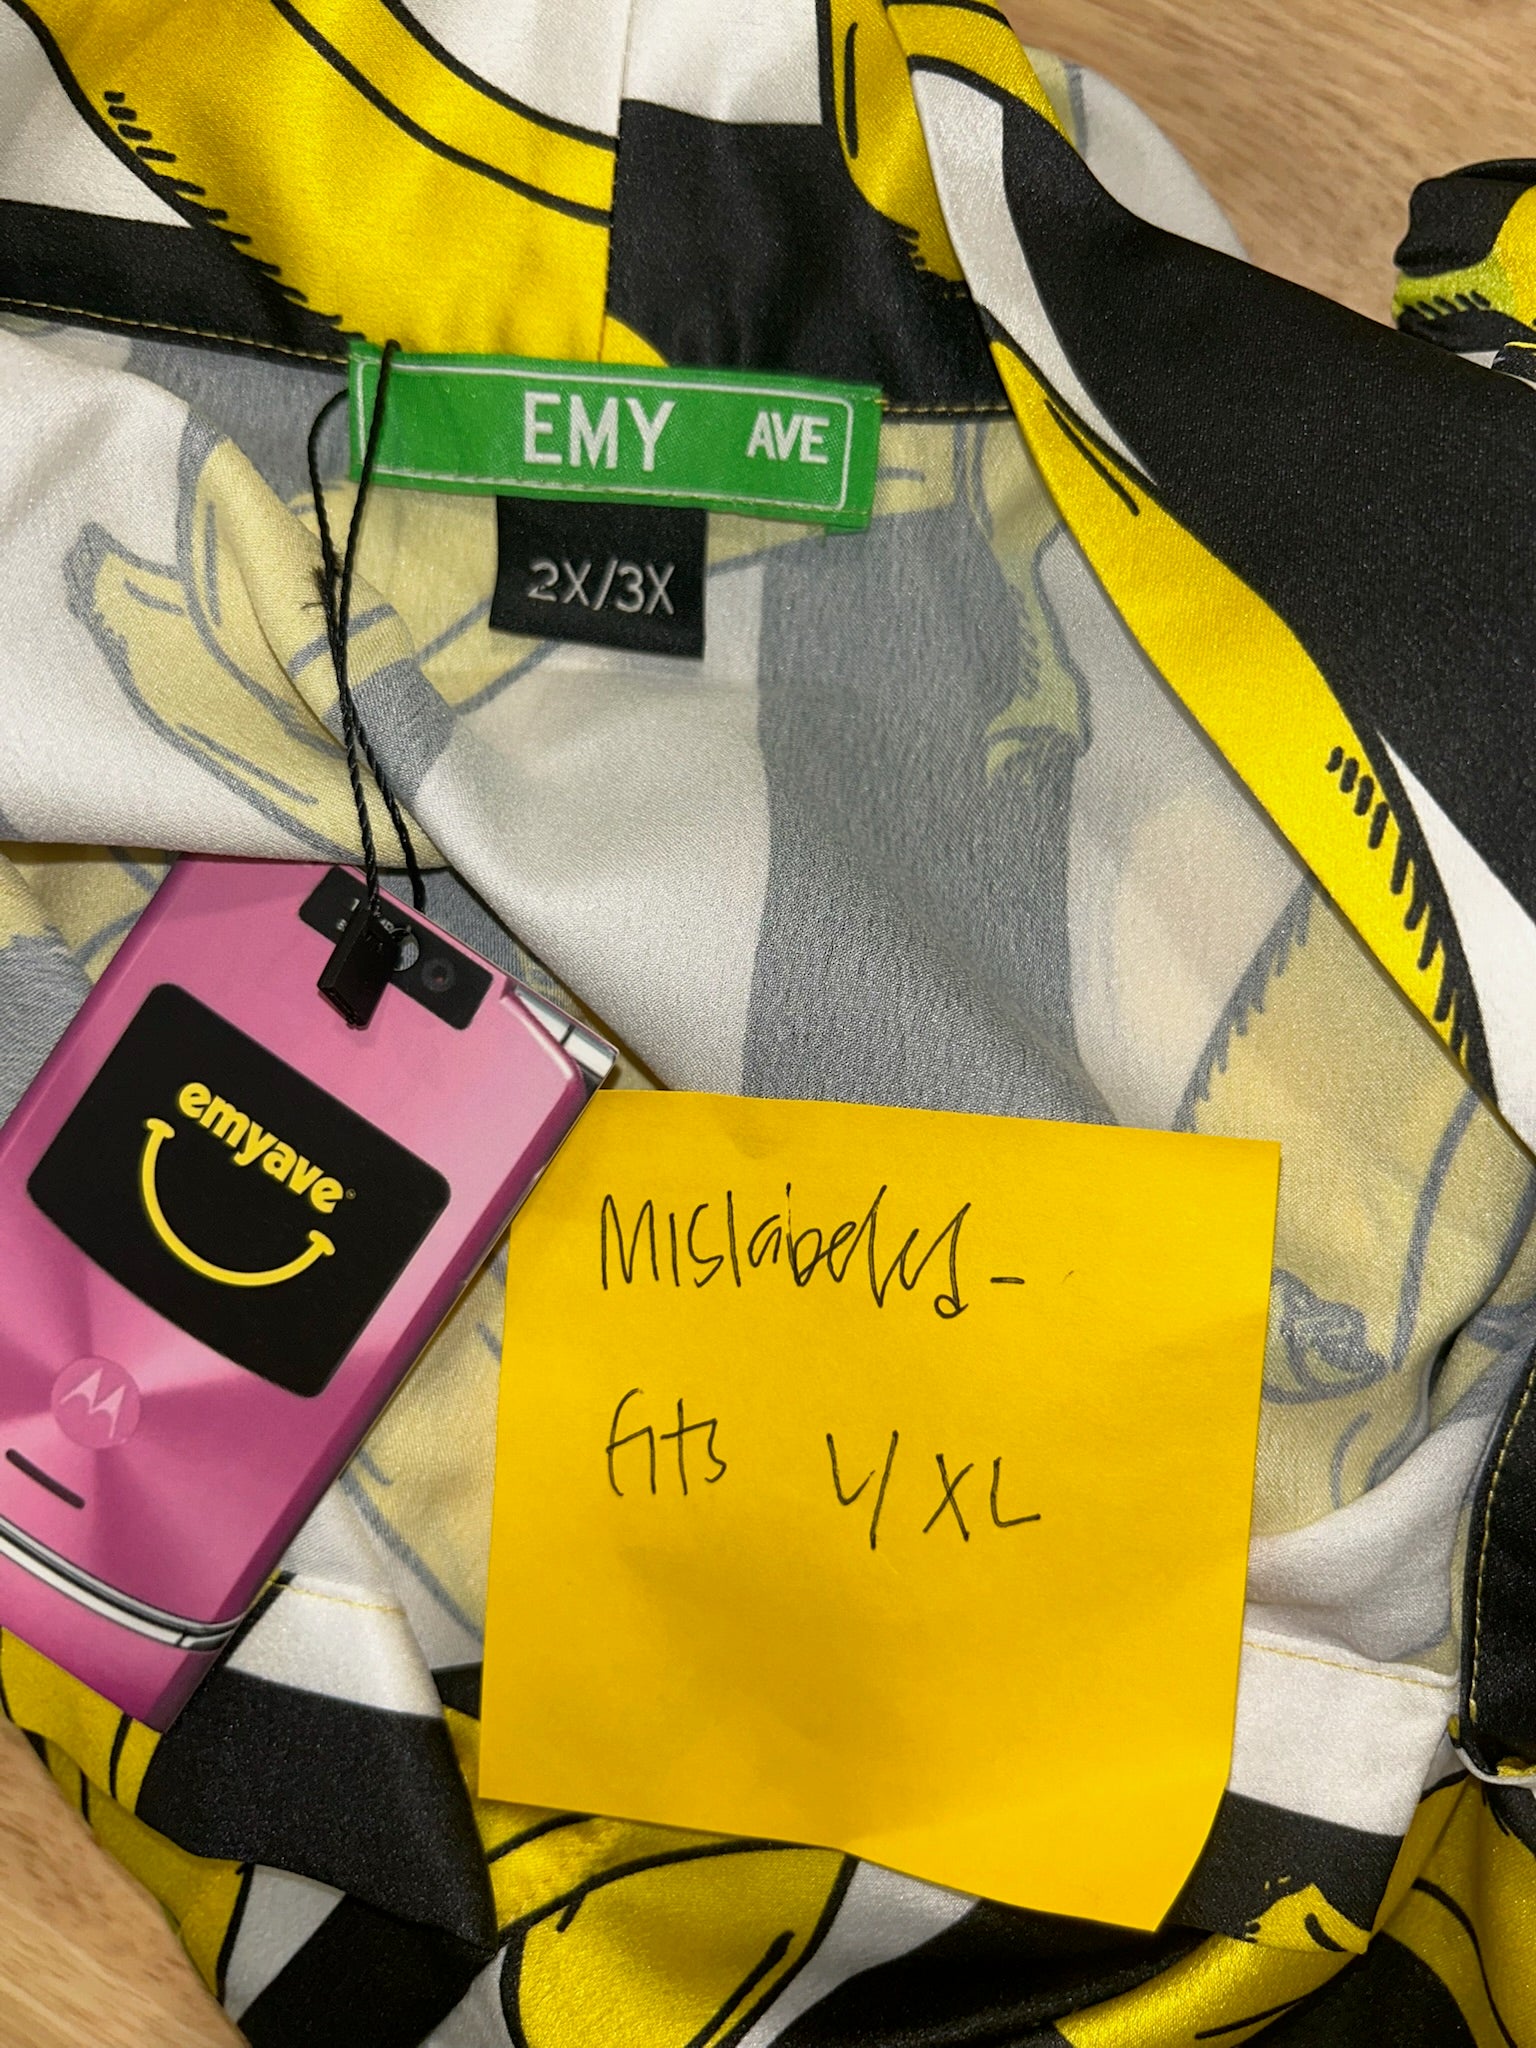 EMY AVE
2X/3X
emyave®
Mislabeled -
fits L/XL